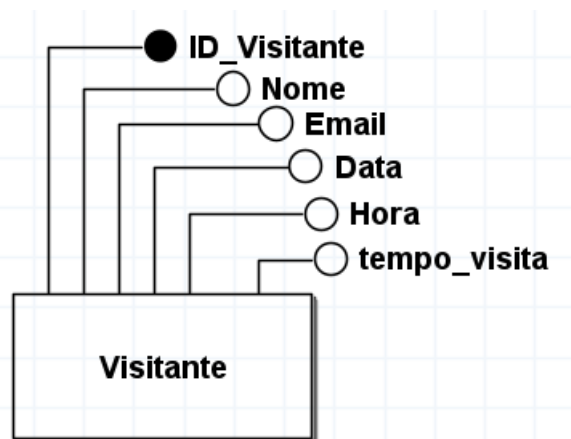 ID_Visitante
Nome
Email
Data
Hora
tempo_visita
Visitante